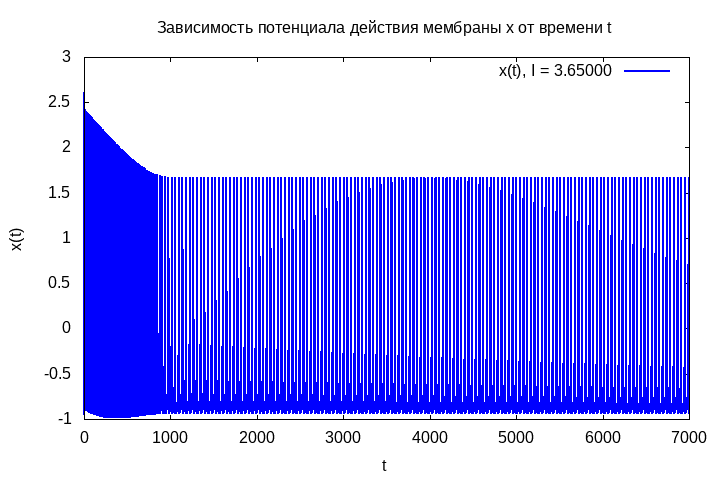 Зависимость потенциала действия мембраны x от времени t
x(t), I = 3.65000
3
2.5
2
1.5
1
0.5
0
-0.5
-1
x(t)
0 1000 2000 3000 4000 5000 6000 7000
t